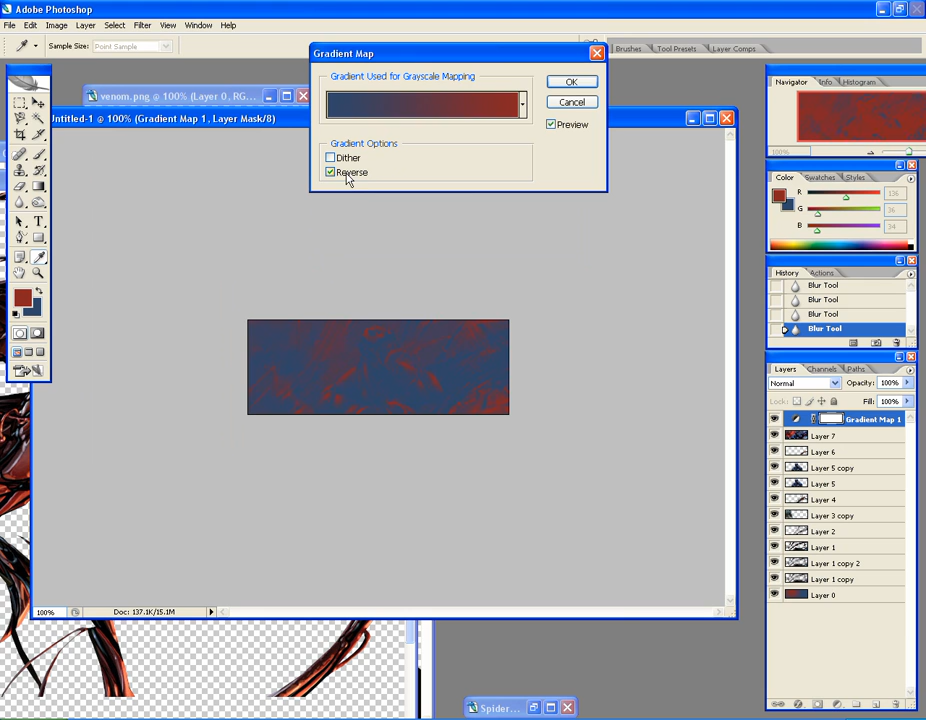 Adobe Photoshop
File Edit Image Layer Select Filter View Window Help
Sample Size: Point Sample
Brushes Tool Presets Layer Comps
venom.png @ 100% (Layer 0, RG...
Untitled-1 @ 100% (Gradient Map 1, Layer Mask/8)
Gradient Map
Gradient Used for Grayscale Mapping
OK
Cancel
Preview
Gradient Options
Dither
Reverse
Navigator Info Histogram
100%
Color Swatches Styles
R 136
G 36
B 34
History Actions
Blur Tool
Blur Tool
Blur Tool
Blur Tool
Layers Channels Paths
Normal Opacity: 100%
Lock: Fill: 100%
Gradient Map 1
Layer 7
Layer 6
Layer 5 copy
Layer 5
Layer 4
Layer 3 copy
Layer 2
Layer 1
Layer 1 copy 2
Layer 1 copy
Layer 0
100% Doc: 137.1K/15.1M
Spider...
T